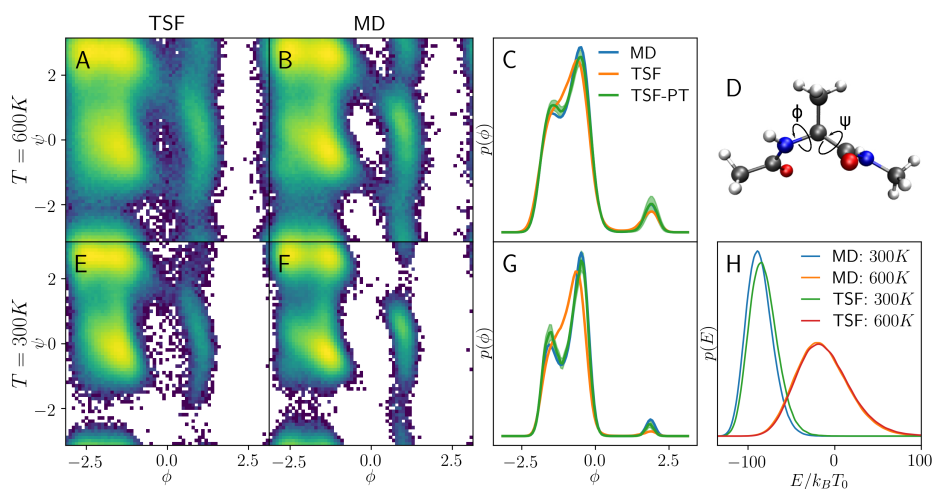 TSF MD
A
B
C
MD
TSF
TSF-PT
D
ϕ
ψ
T = 600K
ψ
2
0
−2
p(ϕ)
E
F
G
H
MD: 300K
MD: 600K
TSF: 300K
TSF: 600K
T = 300K
ψ
2
0
−2
p(ϕ)
p(E)
−2.5 0.0 2.5
−2.5 0.0 2.5
−2.5 0.0
−100 0 100
ϕ
ϕ
ϕ
E/k_BT_0